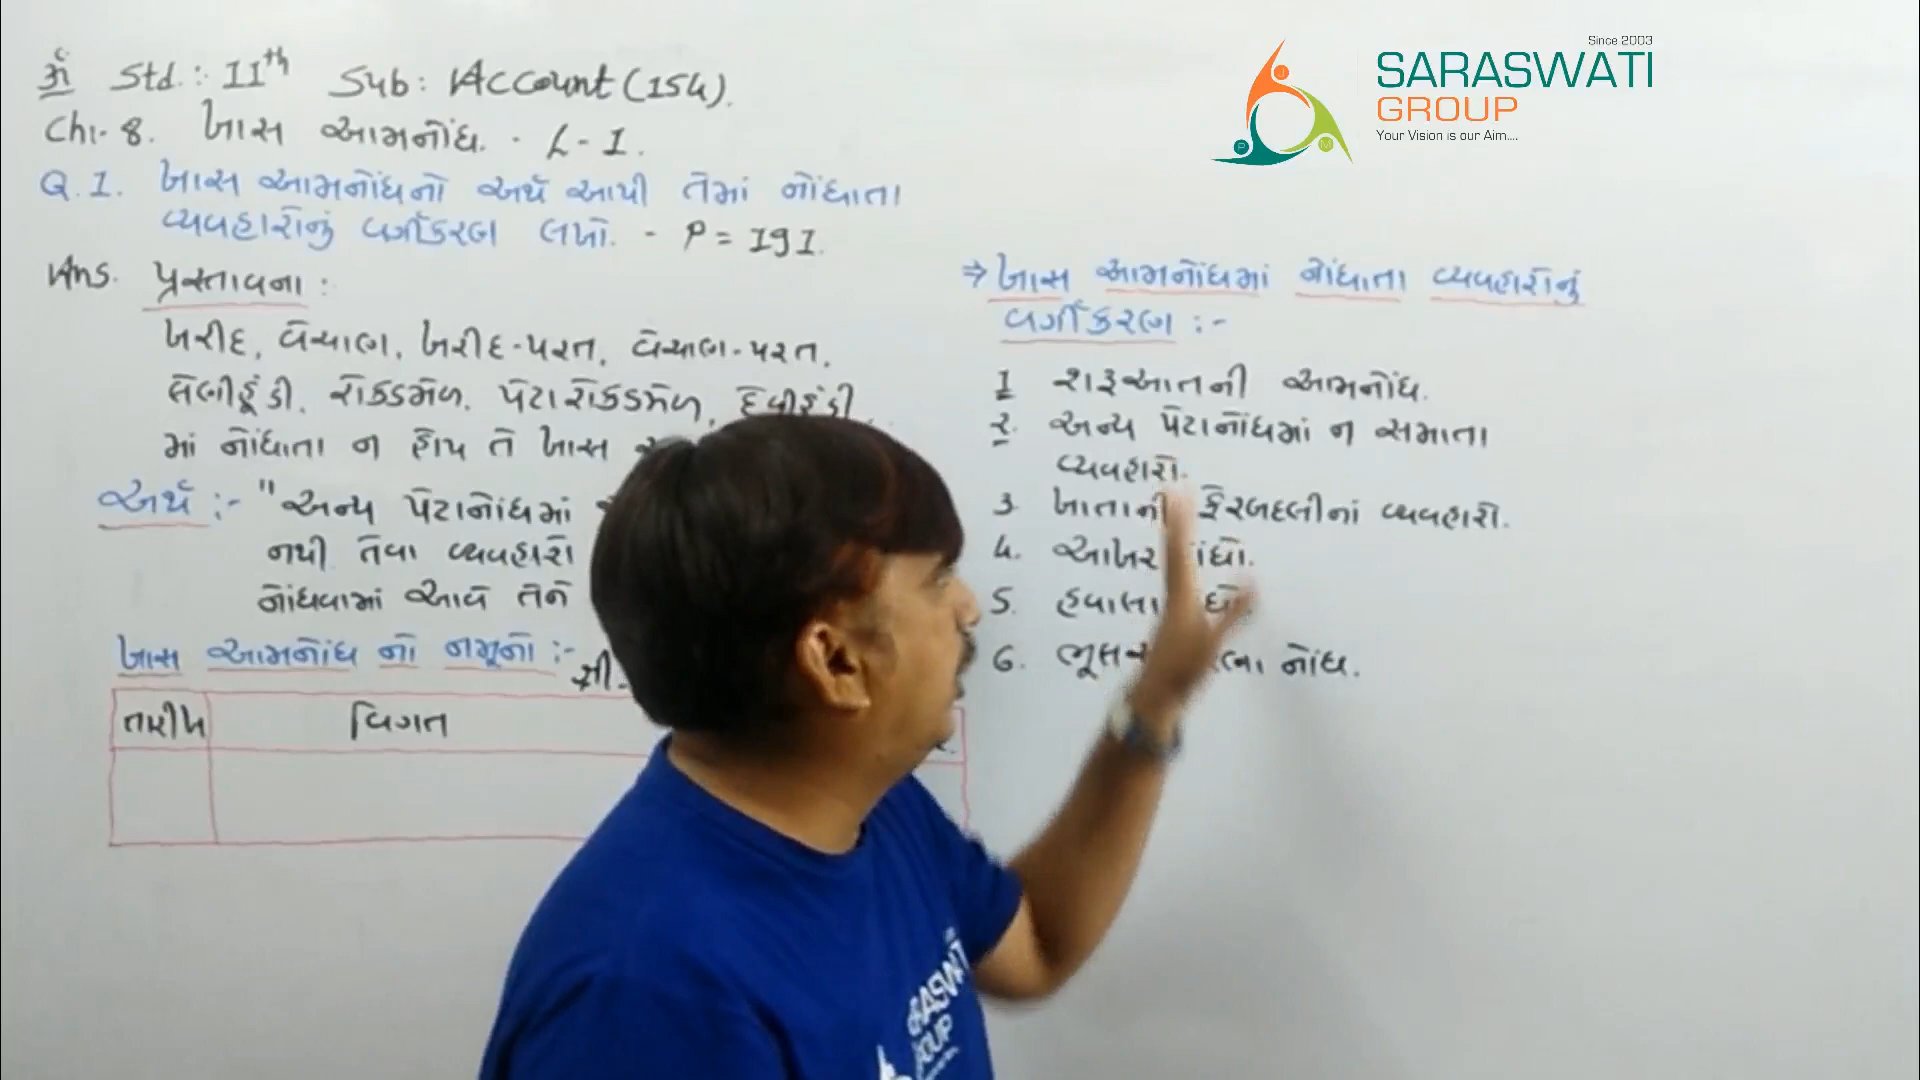 ૐ Std.: 11th Sub: Account (154).
Ch:- 8. ખાસ આમનોંધ. - L-1.
Q.1. ખાસ આમનોંધનો અર્થ આપી તેમાં નોંધાતા
વ્યવહારોનું વર્ગીકરણ લખો. - P = 191.
Ans. પ્રસ્તાવના :
ખરીદ, વેચાણ, ખરીદ-પરત, વેચાણ-પરત,
લેણીહૂંડી, રોકડમેળ, પેટારોકડમેળ, દેવીહૂંડી
માં નોંધાતા ન હોય તે ખાસ
અર્થ :- "અન્ય પેટાનોંધમાં
નથી તેવા વ્યવહારો
નોંધવામાં આવે તેને
ખાસ આમનોંધ નો નમૂનો :-
શ્રી.
તારીખ વિગત
⇒ ખાસ આમનોંધમાં નોંધાતા વ્યવહારોનું
વર્ગીકરણ :-
1 શરૂઆતની આમનોંધ.
2. અન્ય પેટાનોંધમાં ન સમાતા
વ્યવહારો.
3. ખાતાની ફેરબદલીનાં વ્યવહારો.
4. આખર નોંધો.
5. હવાલા
6. ભૂલ નોંધ.
Since 2003
SARASWATI
GROUP
Your Vision is our Aim....
J
P
M
GROUP